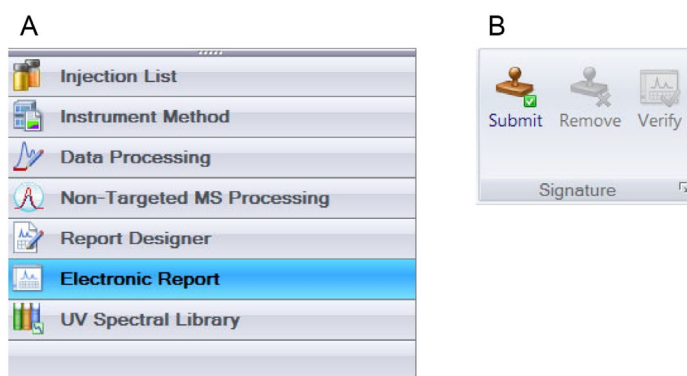 A
Injection List
Instrument Method
Data Processing
Non-Targeted MS Processing
Report Designer
Electronic Report
UV Spectral Library
B
Submit Remove Verify
Signature